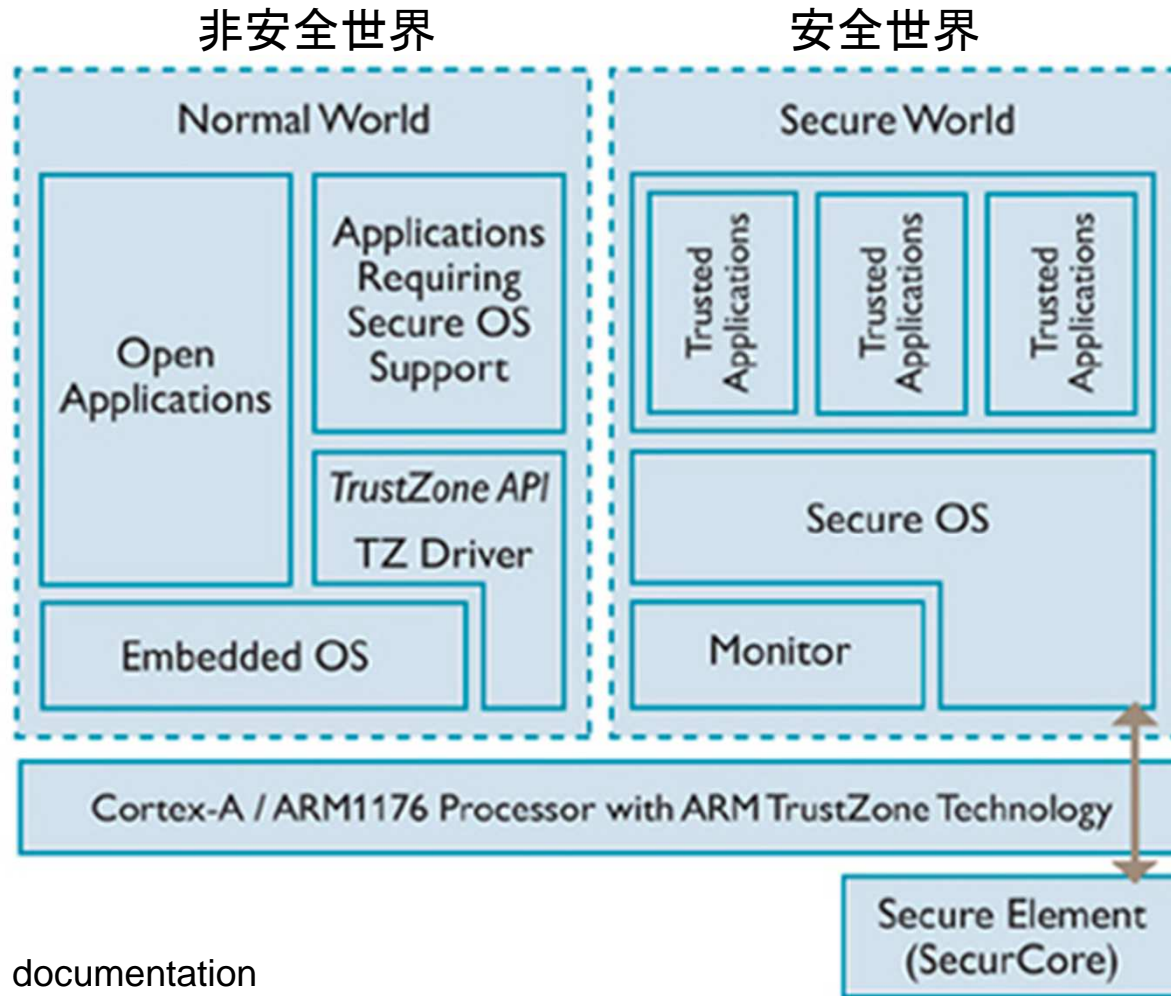 非安全世界
安全世界
Normal World
Secure World
Open
Applications
Applications
Requiring
Secure OS
Support
TrustZone API
TZ Driver
Embedded OS
Trusted
Applications
Trusted
Applications
Trusted
Applications
Secure OS
Monitor
Cortex-A / ARM1176 Processor with ARM TrustZone Technology
Secure Element
(SecurCore)
documentation